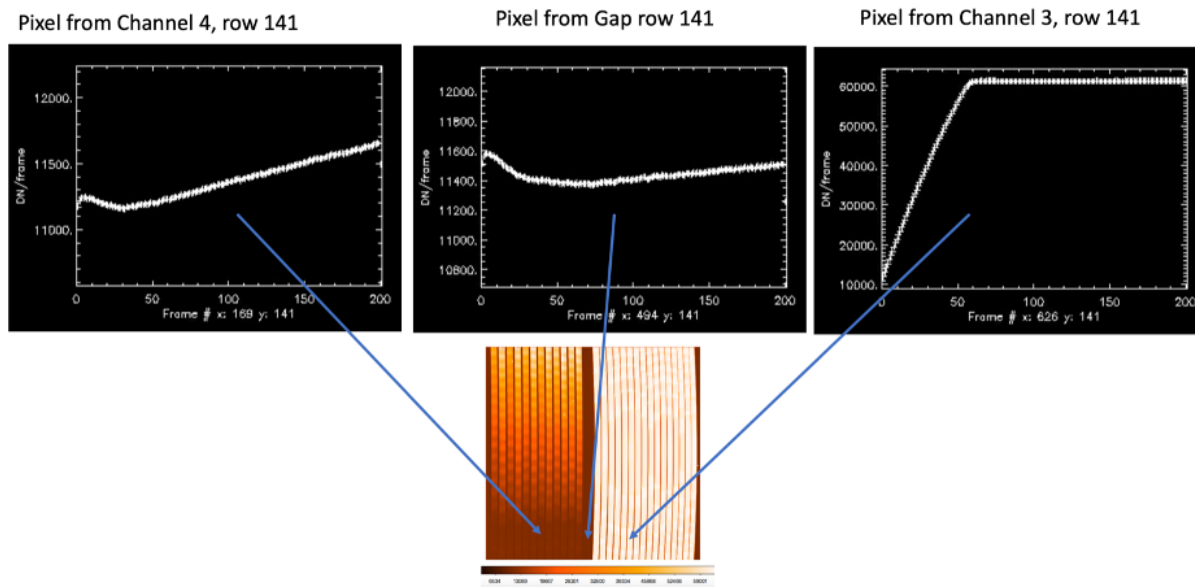 Pixel from Channel 4, row 141
Pixel from Gap row 141
Pixel from Channel 3, row 141
12000.
11500.
11000.
DN/frame
0 50 100 150 200
Frame # x: 169 y: 141
12000.
11800.
11600.
11400.
11200.
11000.
10800.
DN/frame
0 50 100 150 200
Frame # x: 494 y: 141
60000.
50000.
40000.
30000.
20000.
10000.
DN/frame
0 50 100 150 200
Frame # x: 626 y: 141